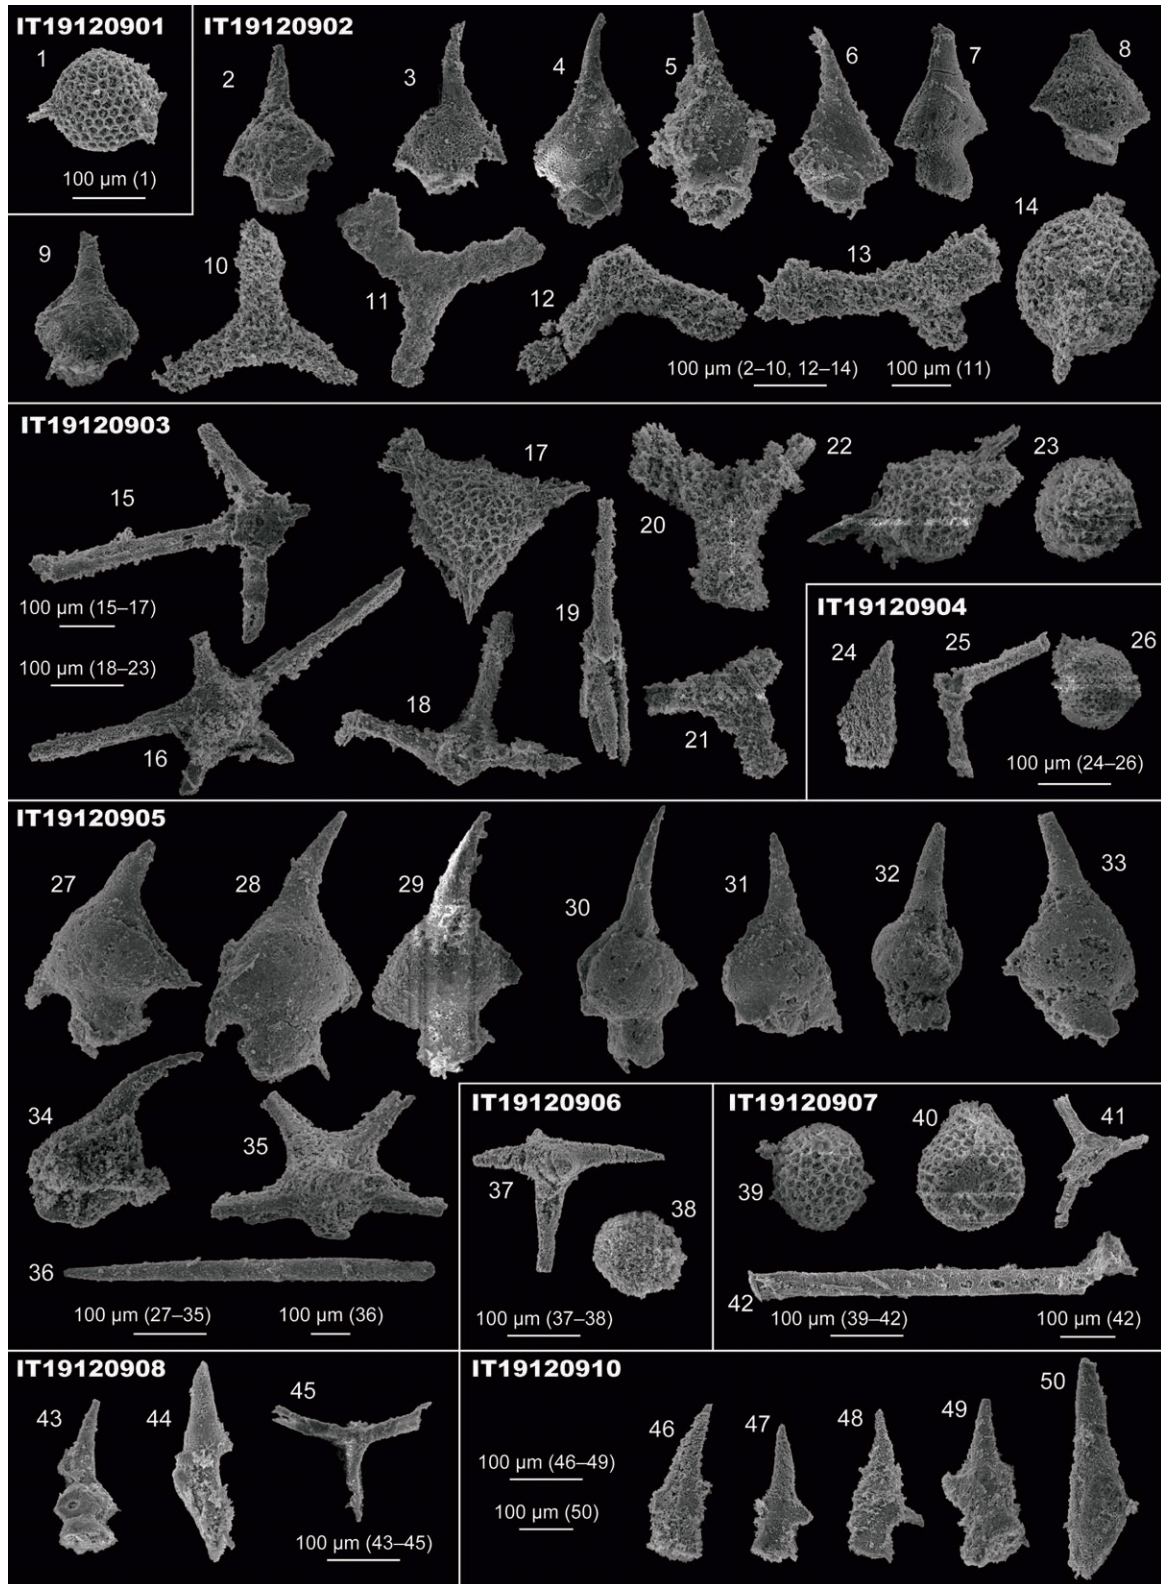 IT19120901
1
100 µm (1)
IT19120902
2
3
4
5
6
7
8
9
10
11
12
13
14
100 µm (2–10, 12–14)
100 µm (11)
IT19120903
15
16
17
18
19
20
21
22
23
100 µm (15–17)
100 µm (18–23)
IT19120904
24
25
26
100 µm (24–26)
IT19120905
27
28
29
30
31
32
33
34
35
36
100 µm (27–35)
100 µm (36)
IT19120906
37
38
100 µm (37–38)
IT19120907
39
40
41
42
100 µm (39–42)
100 µm (42)
IT19120908
43
44
45
100 µm (43–45)
IT19120910
46
47
48
49
50
100 µm (46–49)
100 µm (50)